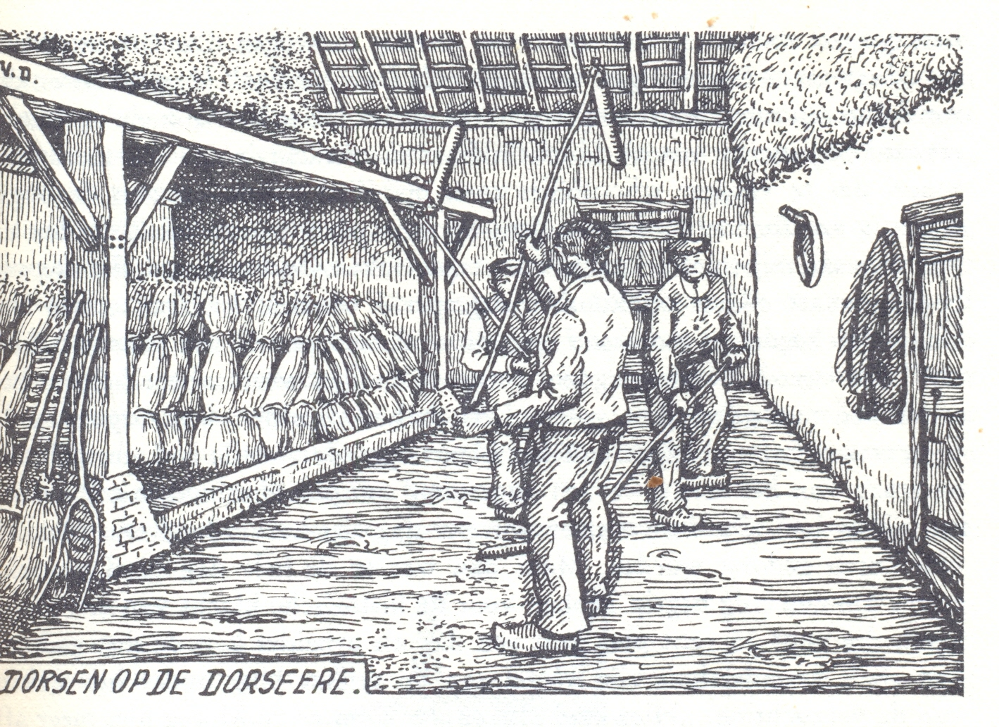 V.D.
DORSEN OP DE DORSEERE.